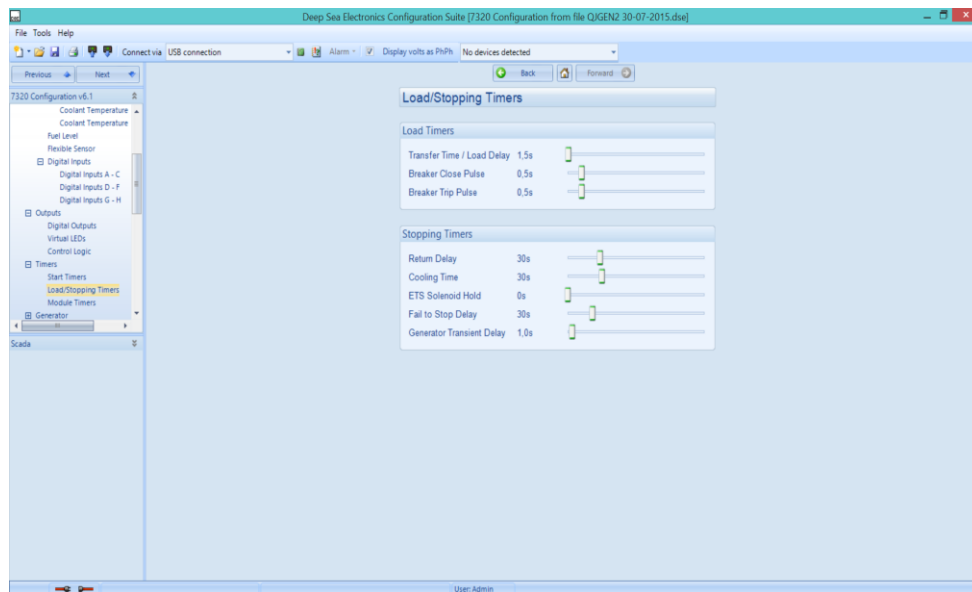 Deep Sea Electronics Configuration Suite [7320 Configuration from file QJGEN2 30-07-2015.dse]
File Tools Help
Connect via USB connection Alarm Display volts as PhPh No devices detected
Previous Next
Back Forward
7320 Configuration v6.1
Coolant Temperature
Coolant Temperature
Fuel Level
Flexible Sensor
Digital Inputs
Digital Inputs A - C
Digital Inputs D - F
Digital Inputs G - H
Outputs
Digital Outputs
Virtual LEDs
Control Logic
Timers
Start Timers
Load/Stopping Timers
Module Timers
Generator
Scada
Load/Stopping Timers
Load Timers
Transfer Time / Load Delay 1,5s
Breaker Close Pulse 0,5s
Breaker Trip Pulse 0,5s
Stopping Timers
Return Delay 30s
Cooling Time 30s
ETS Solenoid Hold 0s
Fail to Stop Delay 30s
Generator Transient Delay 1,0s
User: Admin